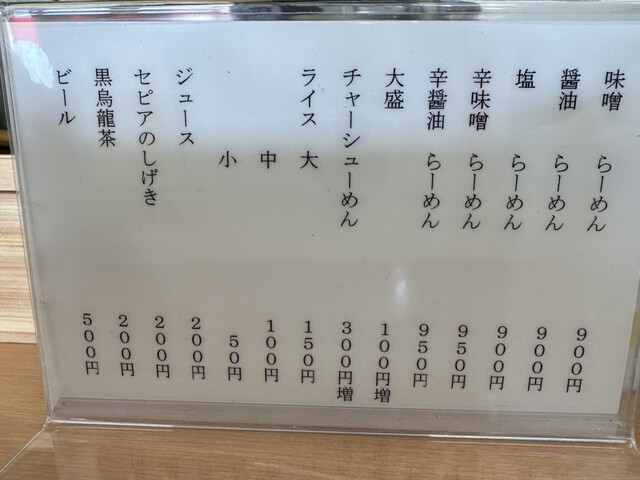 味噌 らーめん 900円
醤油 らーめん 900円
塩 らーめん 900円
辛味噌 らーめん 950円
辛醤油 らーめん 950円
大盛 100円増
チャーシューめん 300円増
ライス 大 150円
中 100円
小 50円
ジュース 200円
セピアのしげき 200円
黒烏龍茶 200円
ビール 500円